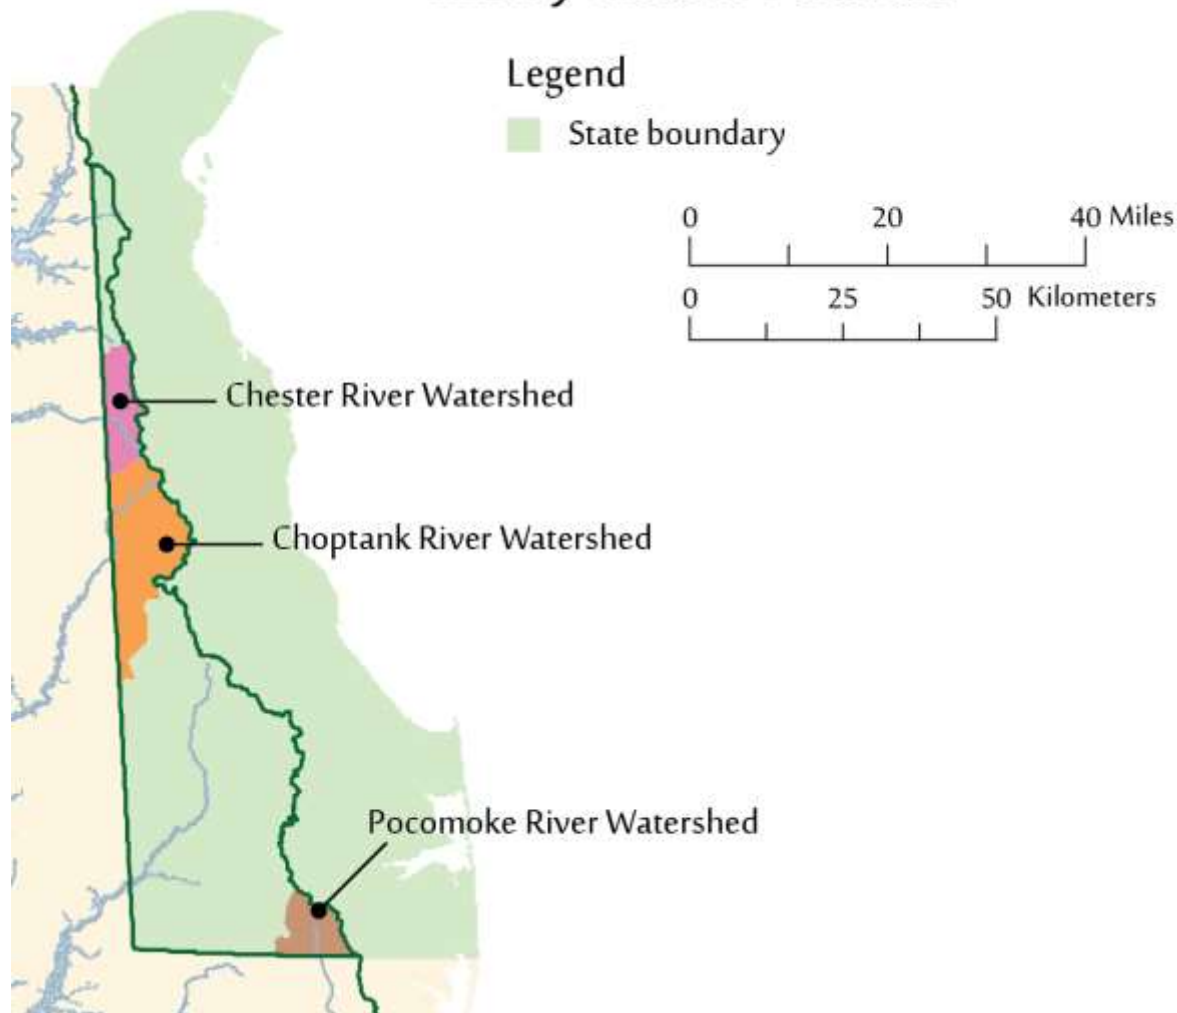 Legend
State boundary
0 20 40 Miles
0 25 50 Kilometers
Chester River Watershed
Choptank River Watershed
Pocomoke River Watershed